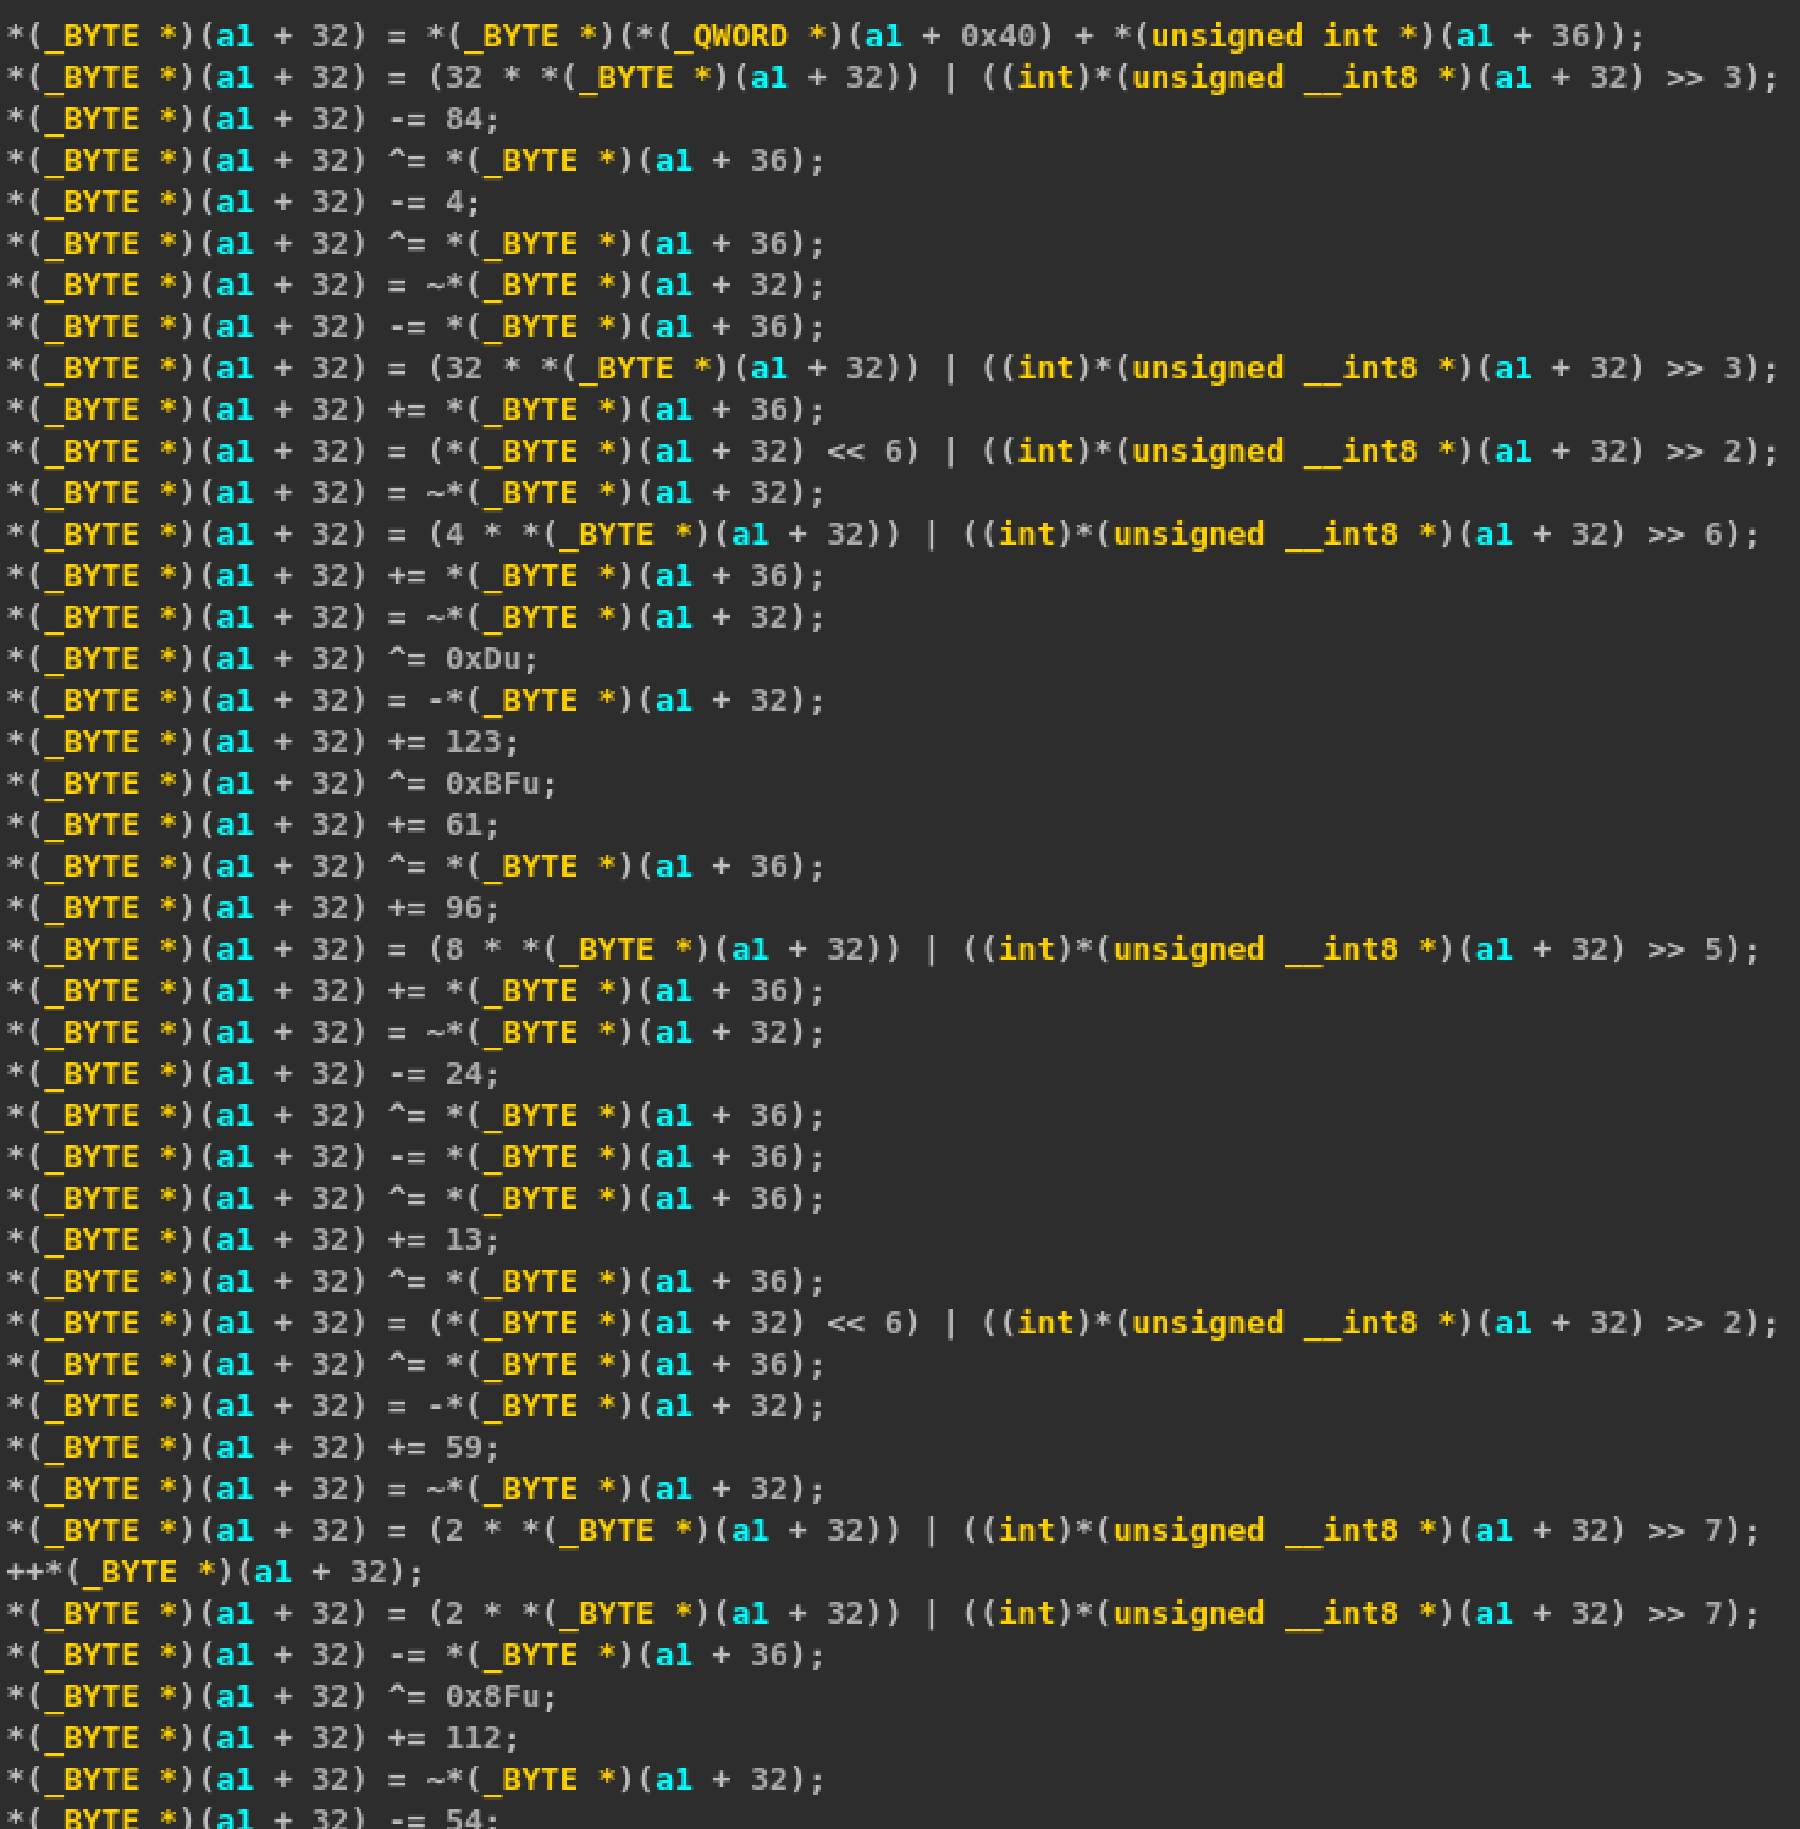 *(_BYTE *)(a1 + 32) = *(_BYTE *)(*(_QWORD *)(a1 + 0x40) + *(unsigned int *)(a1 + 36));
*(_BYTE *)(a1 + 32) = (32 * *(_BYTE *)(a1 + 32)) | ((int)*(unsigned __int8 *)(a1 + 32) >> 3);
*(_BYTE *)(a1 + 32) -= 84;
*(_BYTE *)(a1 + 32) ^= *(_BYTE *)(a1 + 36);
*(_BYTE *)(a1 + 32) -= 4;
*(_BYTE *)(a1 + 32) ^= *(_BYTE *)(a1 + 36);
*(_BYTE *)(a1 + 32) = ~*(_BYTE *)(a1 + 32);
*(_BYTE *)(a1 + 32) -= *(_BYTE *)(a1 + 36);
*(_BYTE *)(a1 + 32) = (32 * *(_BYTE *)(a1 + 32)) | ((int)*(unsigned __int8 *)(a1 + 32) >> 3);
*(_BYTE *)(a1 + 32) += *(_BYTE *)(a1 + 36);
*(_BYTE *)(a1 + 32) = (*(_BYTE *)(a1 + 32) << 6) | ((int)*(unsigned __int8 *)(a1 + 32) >> 2);
*(_BYTE *)(a1 + 32) = ~*(_BYTE *)(a1 + 32);
*(_BYTE *)(a1 + 32) = (4 * *(_BYTE *)(a1 + 32)) | ((int)*(unsigned __int8 *)(a1 + 32) >> 6);
*(_BYTE *)(a1 + 32) += *(_BYTE *)(a1 + 36);
*(_BYTE *)(a1 + 32) = ~*(_BYTE *)(a1 + 32);
*(_BYTE *)(a1 + 32) ^= 0xDu;
*(_BYTE *)(a1 + 32) = -*(_BYTE *)(a1 + 32);
*(_BYTE *)(a1 + 32) += 123;
*(_BYTE *)(a1 + 32) ^= 0xBFu;
*(_BYTE *)(a1 + 32) += 61;
*(_BYTE *)(a1 + 32) ^= *(_BYTE *)(a1 + 36);
*(_BYTE *)(a1 + 32) += 96;
*(_BYTE *)(a1 + 32) = (8 * *(_BYTE *)(a1 + 32)) | ((int)*(unsigned __int8 *)(a1 + 32) >> 5);
*(_BYTE *)(a1 + 32) += *(_BYTE *)(a1 + 36);
*(_BYTE *)(a1 + 32) = ~*(_BYTE *)(a1 + 32);
*(_BYTE *)(a1 + 32) -= 24;
*(_BYTE *)(a1 + 32) ^= *(_BYTE *)(a1 + 36);
*(_BYTE *)(a1 + 32) -= *(_BYTE *)(a1 + 36);
*(_BYTE *)(a1 + 32) ^= *(_BYTE *)(a1 + 36);
*(_BYTE *)(a1 + 32) += 13;
*(_BYTE *)(a1 + 32) ^= *(_BYTE *)(a1 + 36);
*(_BYTE *)(a1 + 32) = (*(_BYTE *)(a1 + 32) << 6) | ((int)*(unsigned __int8 *)(a1 + 32) >> 2);
*(_BYTE *)(a1 + 32) ^= *(_BYTE *)(a1 + 36);
*(_BYTE *)(a1 + 32) = -*(_BYTE *)(a1 + 32);
*(_BYTE *)(a1 + 32) += 59;
*(_BYTE *)(a1 + 32) = ~*(_BYTE *)(a1 + 32);
*(_BYTE *)(a1 + 32) = (2 * *(_BYTE *)(a1 + 32)) | ((int)*(unsigned __int8 *)(a1 + 32) >> 7);
++*(_BYTE *)(a1 + 32);
*(_BYTE *)(a1 + 32) = (2 * *(_BYTE *)(a1 + 32)) | ((int)*(unsigned __int8 *)(a1 + 32) >> 7);
*(_BYTE *)(a1 + 32) -= *(_BYTE *)(a1 + 36);
*(_BYTE *)(a1 + 32) ^= 0x8Fu;
*(_BYTE *)(a1 + 32) += 112;
*(_BYTE *)(a1 + 32) = ~*(_BYTE *)(a1 + 32);
*(_BYTE *)(a1 + 32) -= 54;